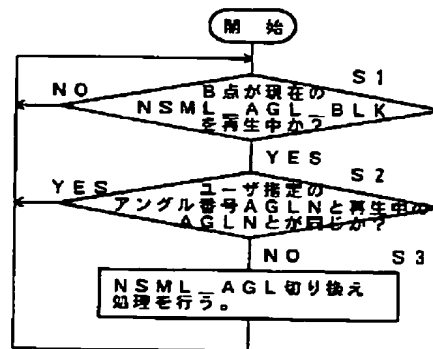 開 始
S1
NO
B点が現在の
NSML_AGL_BLK
を再生中か?
YES
S2
YES
ユーザ指定の
アングル番号AGLNと再生中の
AGLNとが同じか?
NO
S3
NSML_AGL切り換え
処理を行う。